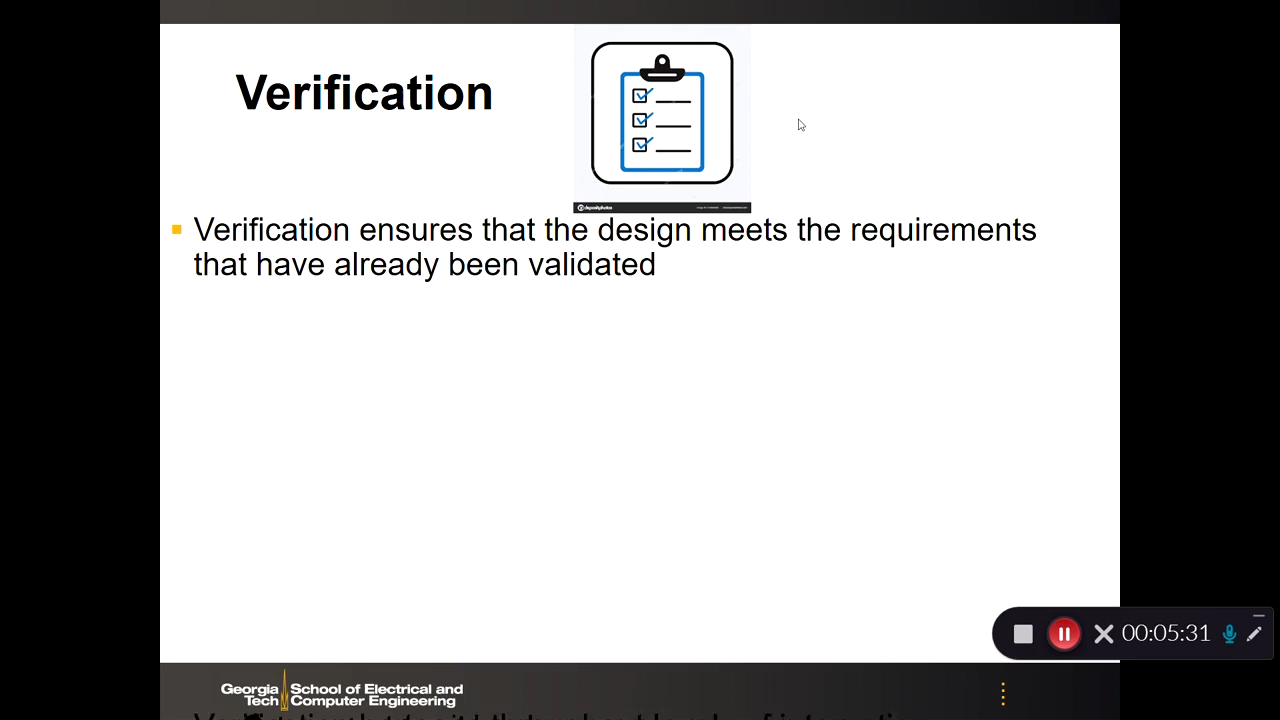 Verification
depositphotos
Verification ensures that the design meets the requirements
that have already been validated
00:05:31
Georgia School of Electrical and
Tech Computer Engineering